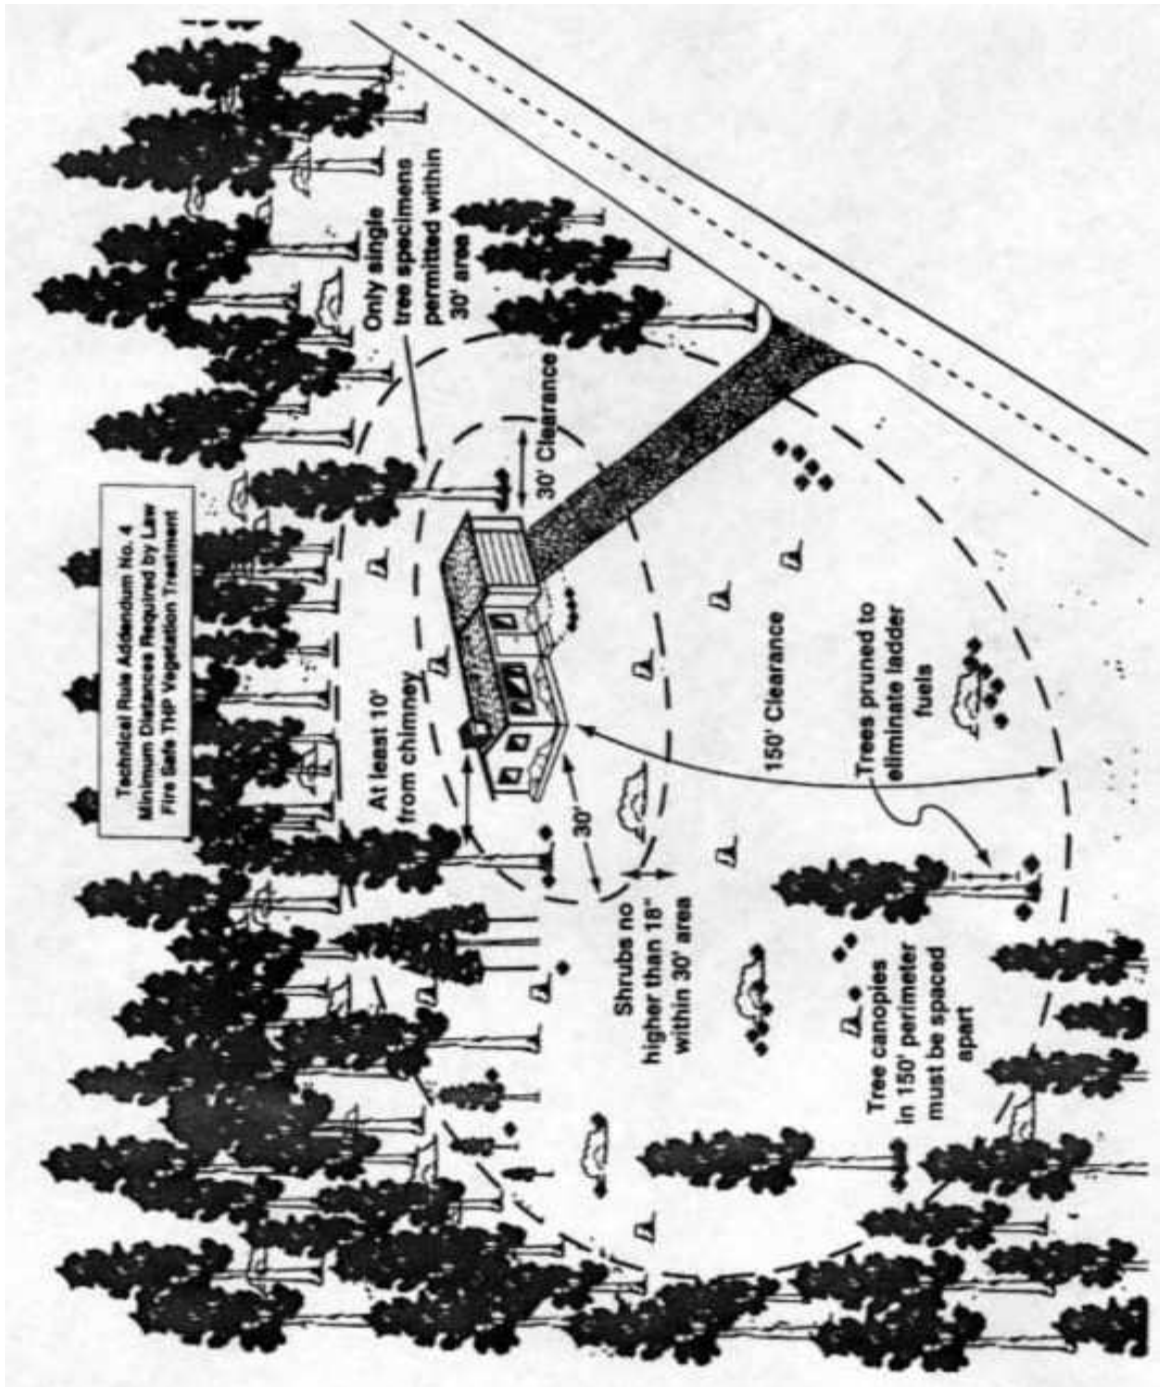 Technical Rule Addendum No. 4
Minimum Distances Required by Law
Fire Safe THP Vegetation Treatment
At least 10'
from chimney
Only single
tree specimens
permitted within
30' area
30' Clearance
30'
Shrubs no
higher than 18"
within 30' area
150' Clearance
Trees pruned to
eliminate ladder
fuels
Tree canopies
in 150' perimeter
must be spaced
apart